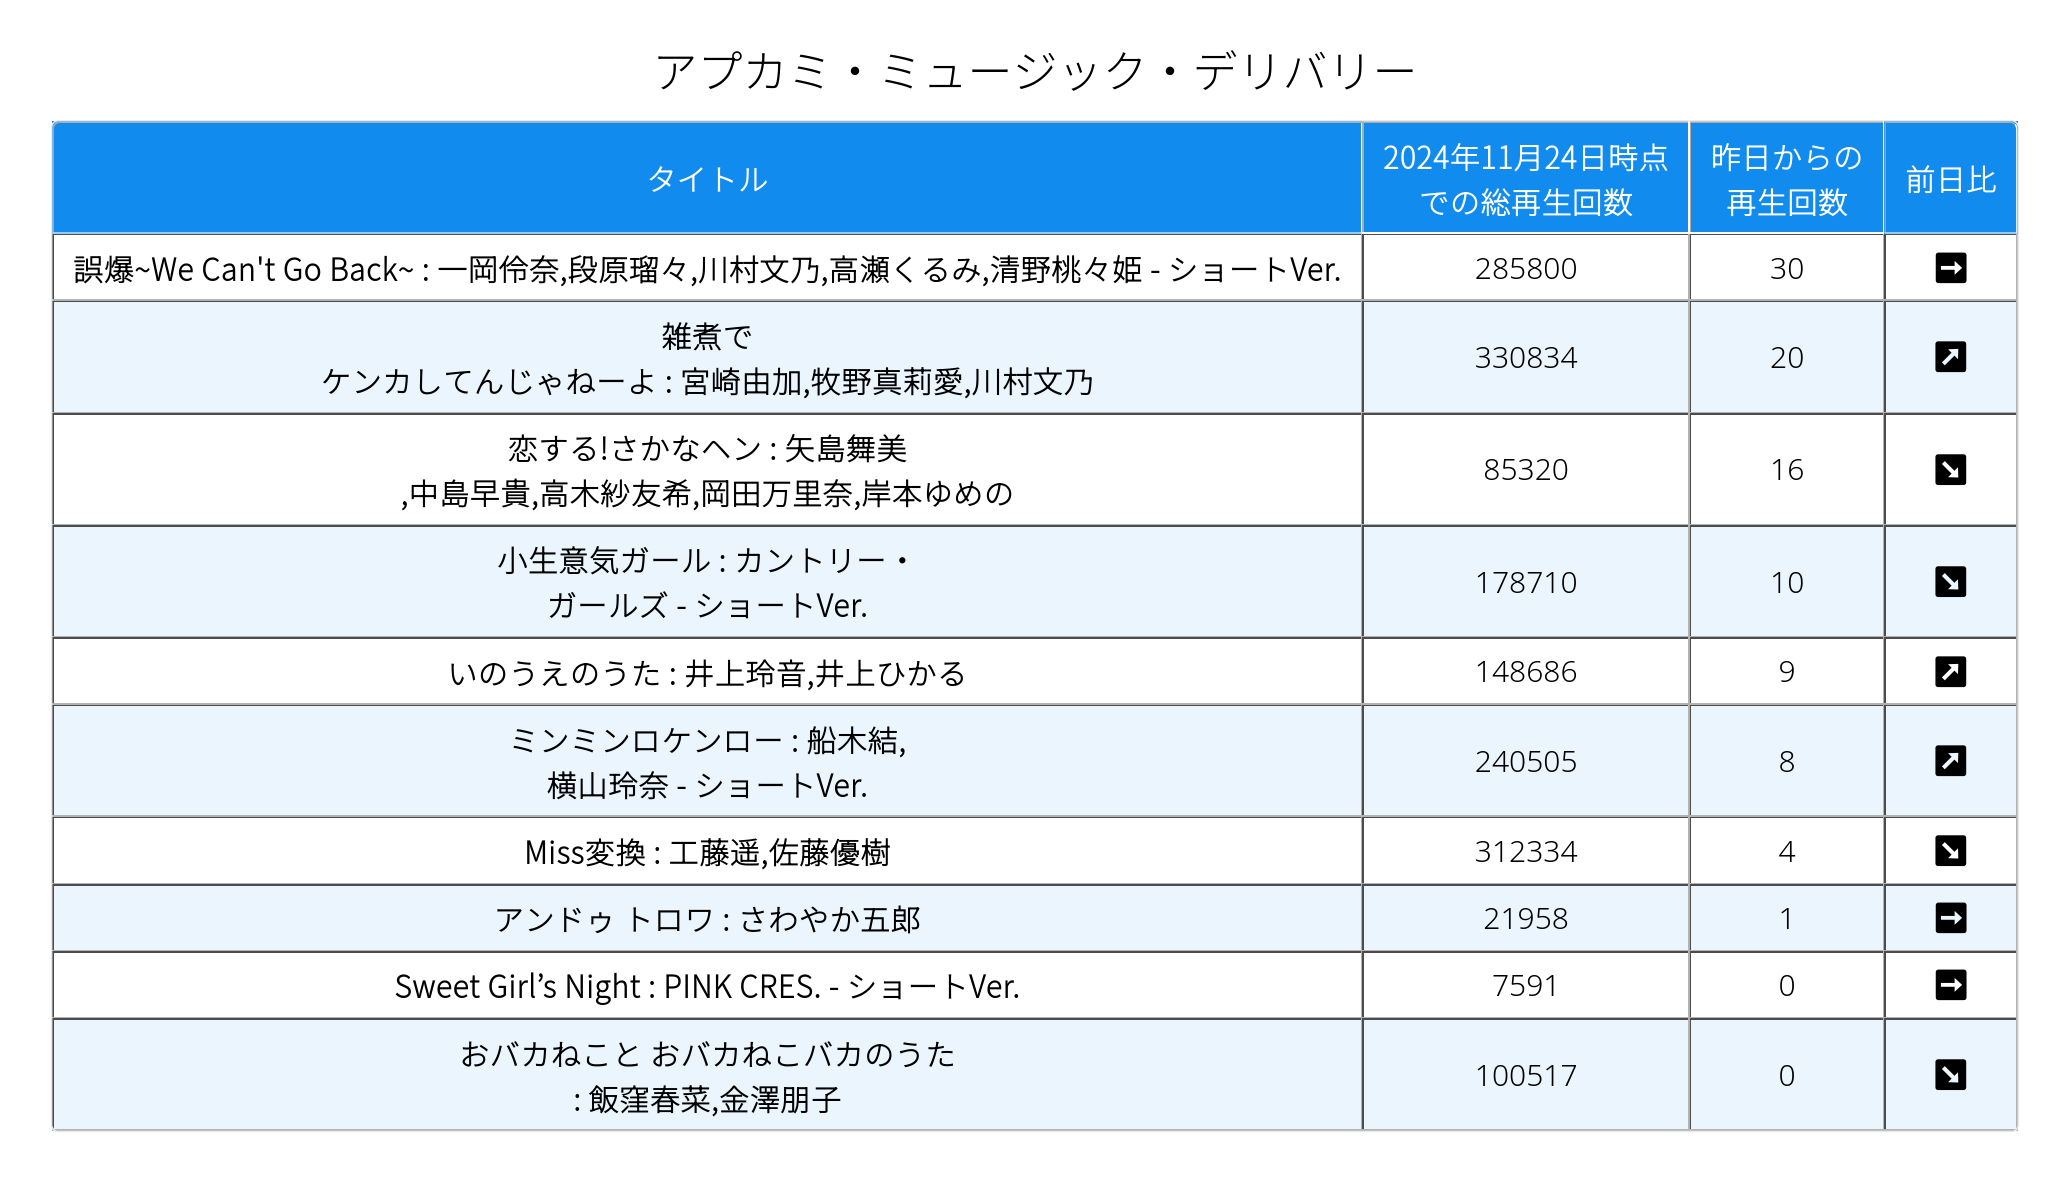 アプカミ・ミュージック・デリバリー
タイトル
2024年11月24日時点
での総再生回数
昨日からの
再生回数
前日比
誤爆~We Can't Go Back~ : 一岡伶奈,段原瑠々,川村文乃,高瀬くるみ,清野桃々姫 - ショートVer.
285800
30
雑煮で
ケンカしてんじゃねーよ : 宮崎由加,牧野真莉愛,川村文乃
330834
20
恋する!さかなヘン : 矢島舞美
,中島早貴,高木紗友希,岡田万里奈,岸本ゆめの
85320
16
小生意気ガール : カントリー・
ガールズ - ショートVer.
178710
10
いのうえのうた : 井上玲音,井上ひかる
148686
9
ミンミンロケンロー : 船木結,
横山玲奈 - ショートVer.
240505
8
Miss変換 : 工藤遥,佐藤優樹
312334
4
アンドゥ トロワ : さわやか五郎
21958
1
Sweet Girl’s Night : PINK CRES. - ショートVer.
7591
0
おバカねこと おバカねこバカのうた
: 飯窪春菜,金澤朋子
100517
0